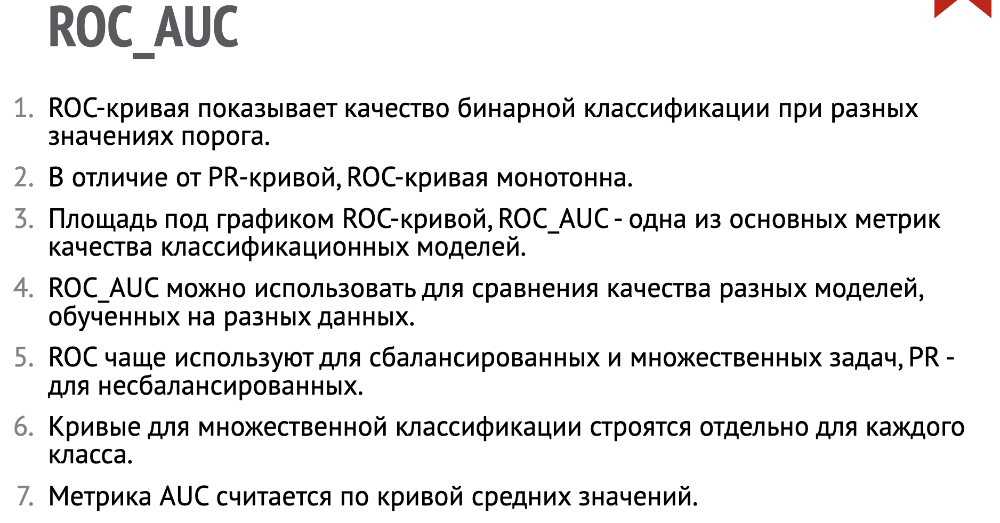 ROC_AUC
1. ROC-кривая показывает качество бинарной классификации при разных
значениях порога.
2. В отличие от PR-кривой, ROC-кривая монотонна.
3. Площадь под графиком ROC-кривой, ROC_AUC - одна из основных метрик
качества классификационных моделей.
4. ROC_AUC можно использовать для сравнения качества разных моделей,
обученных на разных данных.
5. ROC чаще используют для сбалансированных и множественных задач, PR -
для несбалансированных.
6. Кривые для множественной классификации строятся отдельно для каждого
класса.
7. Метрика AUC считается по кривой средних значений.